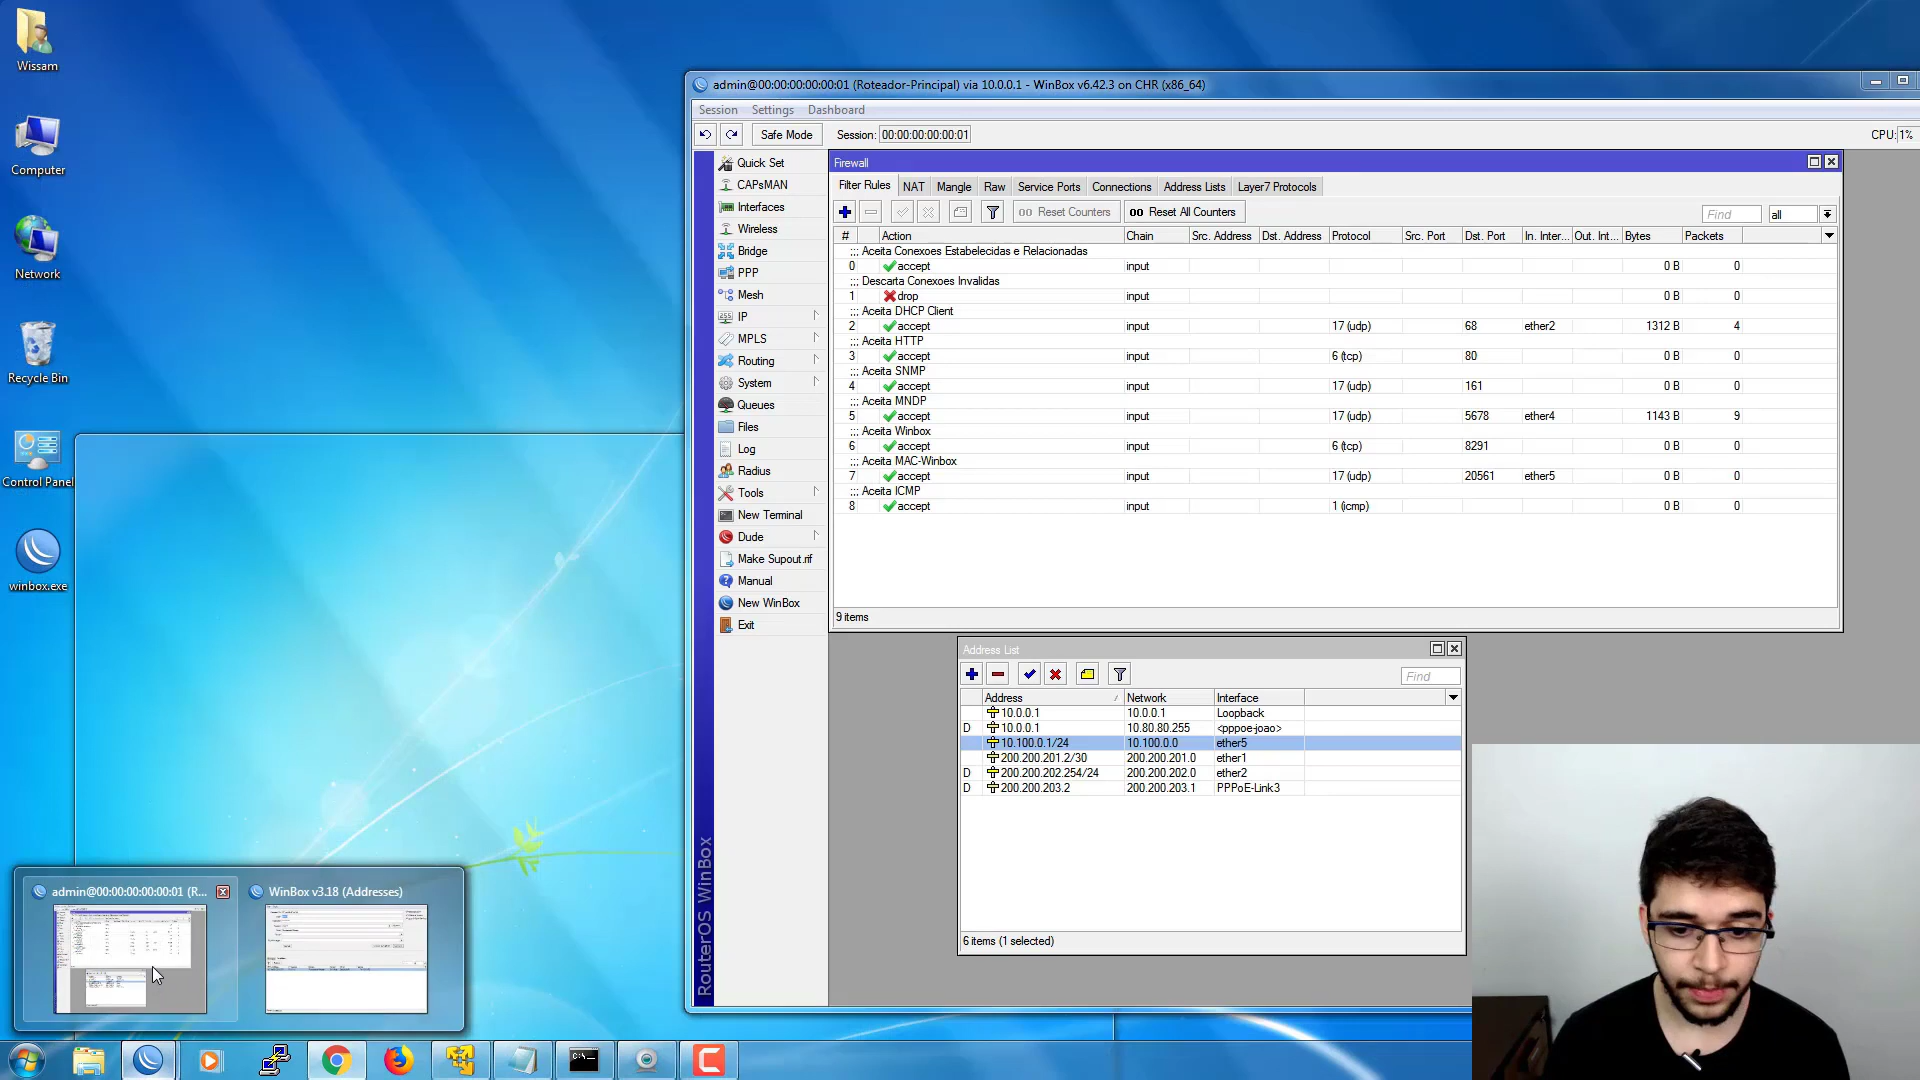 Wissam
Computer
Network
Recycle Bin
Control Panel
winbox.exe
admin@00:00:00:00:00:01 (Roteador-Principal) via 10.0.0.1 - WinBox v6.42.3 on CHR (x86_64)
Session Settings Dashboard
Safe Mode Session: 00:00:00:00:00:01 CPU: 1%
Quick Set
CAPsMAN
Interfaces
Wireless
Bridge
PPP
Mesh
IP
MPLS
Routing
System
Queues
Files
Log
Radius
Tools
New Terminal
Dude
Make Supout.rif
Manual
New WinBox
Exit
RouterOS WinBox
Firewall
Filter Rules NAT Mangle Raw Service Ports Connections Address Lists Layer7 Protocols
00 Reset Counters 00 Reset All Counters Find all
# Action Chain Src. Address Dst. Address Protocol Src. Port Dst. Port In. Inter... Out. Int... Bytes Packets
;;; Aceita Conexoes Estabelecidas e Relacionadas
0 accept input 0 B 0
;;; Descarta Conexoes Invalidas
1 drop input 0 B 0
;;; Aceita DHCP Client
2 accept input 17 (udp) 68 ether2 1312 B 4
;;; Aceita HTTP
3 accept input 6 (tcp) 80 0 B 0
;;; Aceita SNMP
4 accept input 17 (udp) 161 0 B 0
;;; Aceita MNDP
5 accept input 17 (udp) 5678 ether4 1143 B 9
;;; Aceita Winbox
6 accept input 6 (tcp) 8291 0 B 0
;;; Aceita MAC-Winbox
7 accept input 17 (udp) 20561 ether5 0 B 0
;;; Aceita ICMP
8 accept input 1 (icmp) 0 B 0
9 items
Address List
Find
Address Network Interface
10.0.0.1 10.0.0.1 Loopback
D 10.0.0.1 10.80.80.255 <pppoe-joao>
10.100.0.1/24 10.100.0.0 ether5
200.200.201.2/30 200.200.201.0 ether1
D 200.200.202.254/24 200.200.202.0 ether2
D 200.200.203.2 200.200.203.1 PPPoE-Link3
6 items (1 selected)
admin@00:00:00:00:00:01 (R... WinBox v3.18 (Addresses)